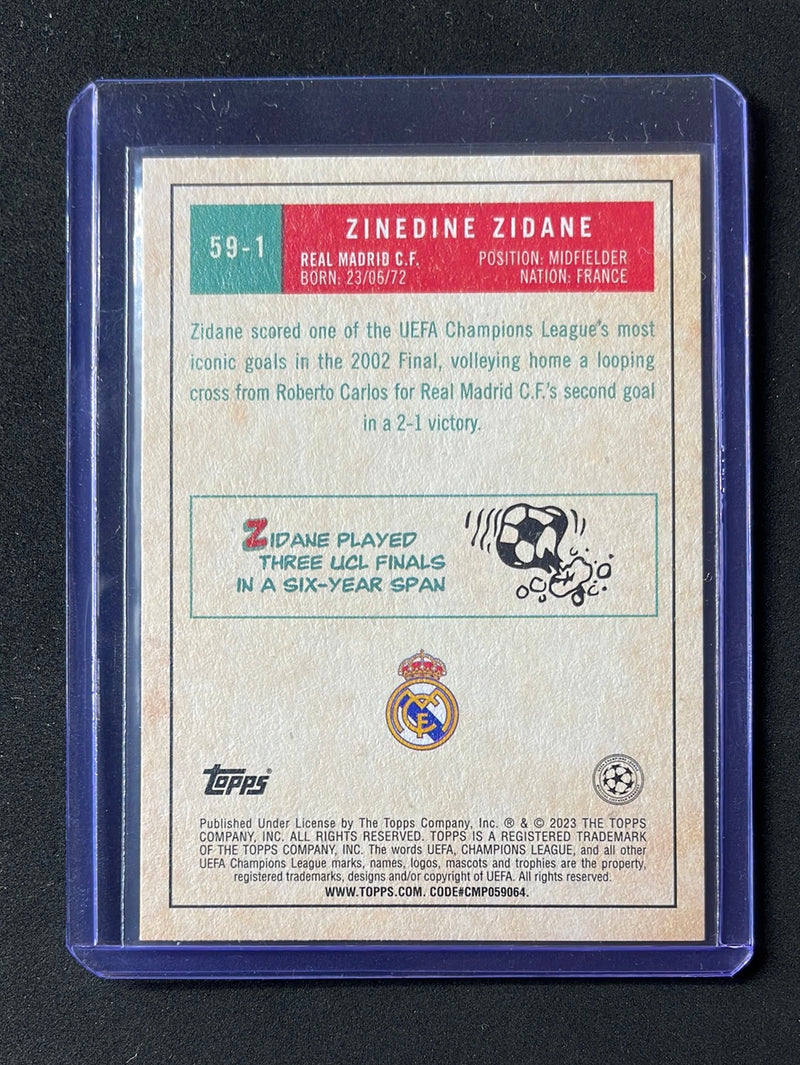 59-1
ZINEDINE ZIDANE
REAL MADRID C.F. POSITION: MIDFIELDER
BORN: 23/06/72 NATION: FRANCE
Zidane scored one of the UEFA Champions League's most
iconic goals in the 2002 Final, volleying home a looping
cross from Roberto Carlos for Real Madrid C.F.'s second goal
in a 2-1 victory.
ZIDANE PLAYED
THREE UCL FINALS
IN A SIX-YEAR SPAN
topps
Published Under License by The Topps Company, Inc. ® & © 2023 THE TOPPS
COMPANY, INC. ALL RIGHTS RESERVED. TOPPS IS A REGISTERED TRADEMARK
OF THE TOPPS COMPANY, INC. The words UEFA, CHAMPIONS LEAGUE, and all other
UEFA Champions League marks, names, logos, mascots and trophies are the property,
registered trademarks, designs and/or copyright of UEFA. All rights reserved.
WWW.TOPPS.COM. CODE#CMP059064.